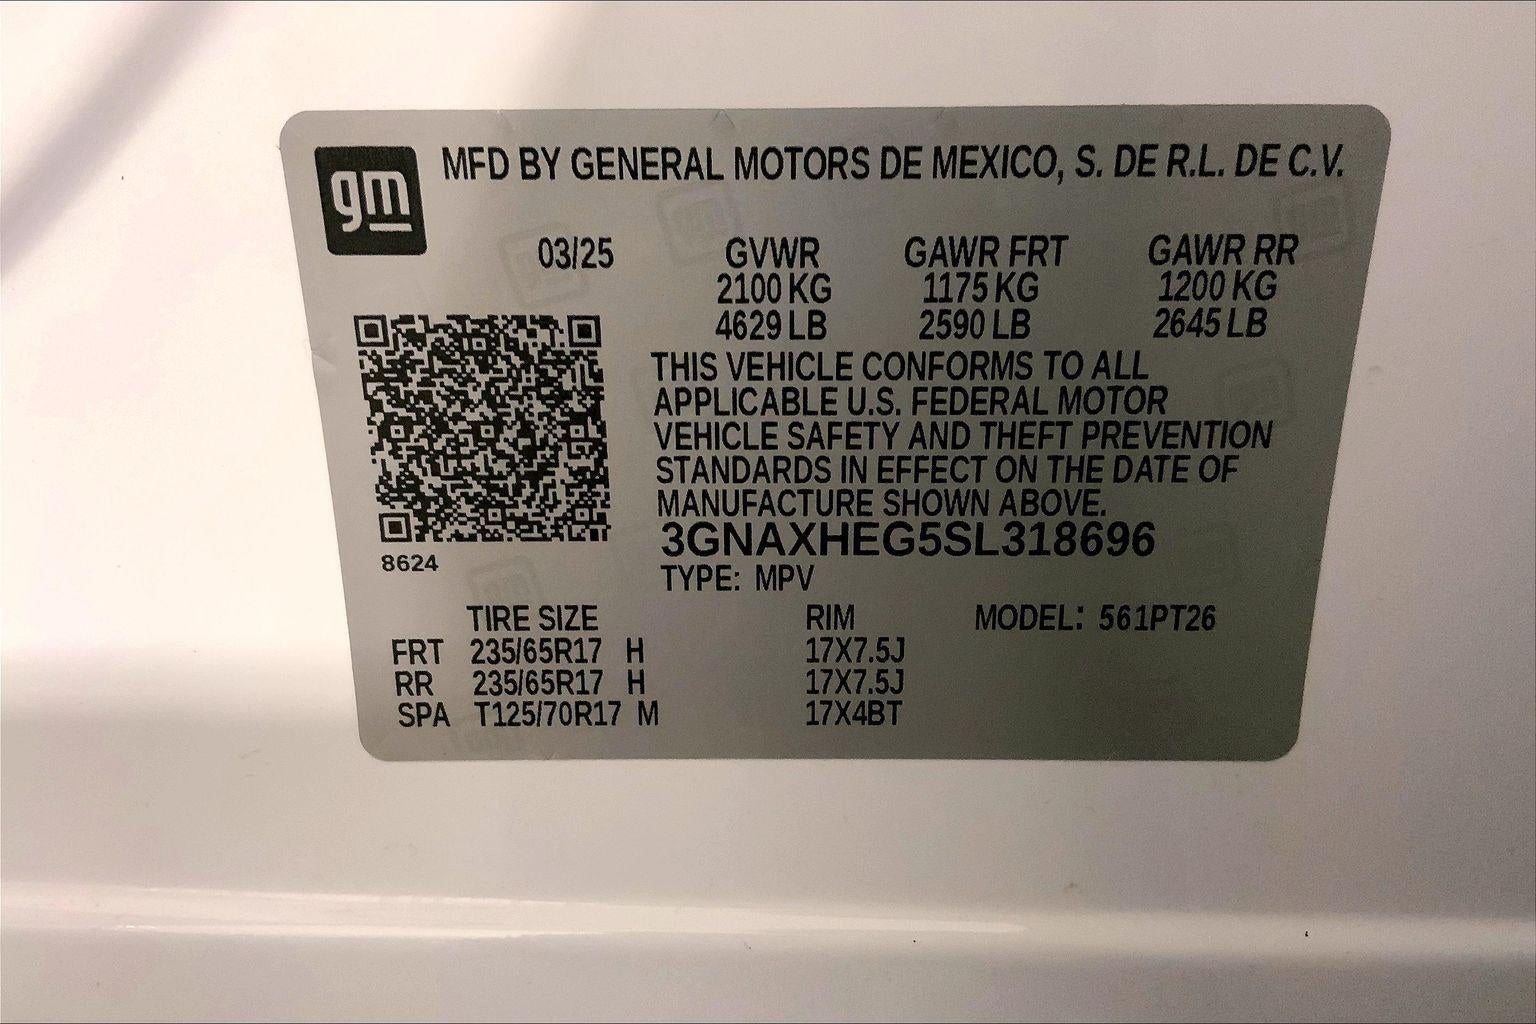 gm
MFD BY GENERAL MOTORS DE MEXICO, S. DE R.L. DE C.V.
03/25 GVWR GAWR FRT GAWR RR
2100 KG 1175 KG 1200 KG
4629 LB 2590 LB 2645 LB
THIS VEHICLE CONFORMS TO ALL
APPLICABLE U.S. FEDERAL MOTOR
VEHICLE SAFETY AND THEFT PREVENTION
STANDARDS IN EFFECT ON THE DATE OF
MANUFACTURE SHOWN ABOVE.
3GNAXHEG5SL318696
8624
TYPE: MPV
TIRE SIZE RIM MODEL: 561PT26
FRT 235/65R17 H 17X7.5J
RR 235/65R17 H 17X7.5J
SPA T125/70R17 M 17X4BT